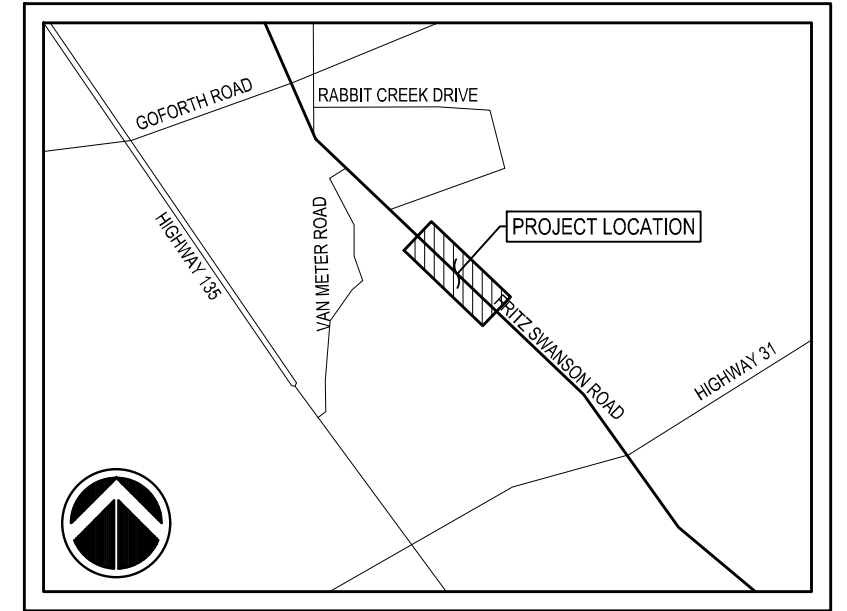 GOFORTH ROAD
RABBIT CREEK DRIVE
HIGHWAY 135
VAN METER ROAD
PROJECT LOCATION
FRITZ SWANSON ROAD
HIGHWAY 31